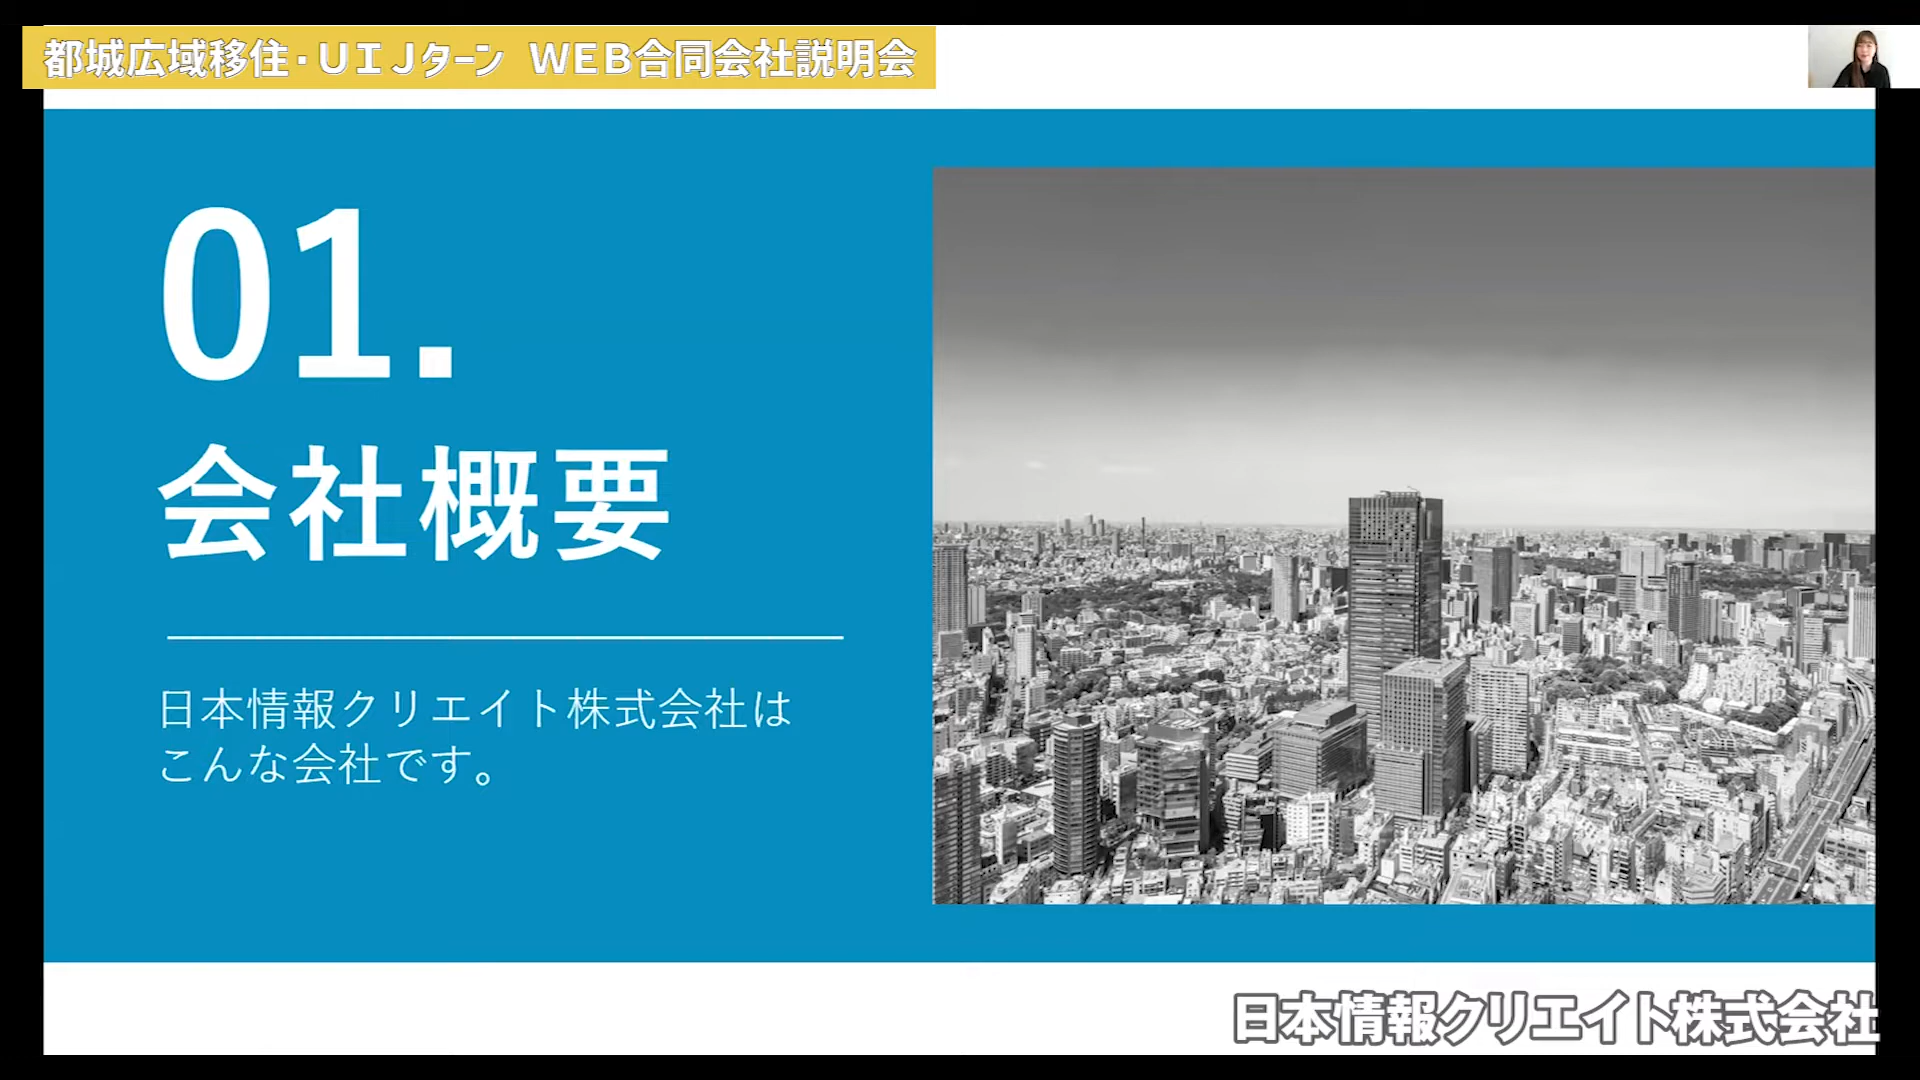 都城広域移住・ＵＩＪターン　ＷＥＢ合同会社説明会
01.
会社概要
日本情報クリエイト株式会社は
こんな会社です。
日本情報クリエイト株式会社